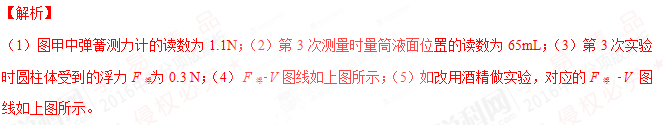 【解析】
（1）图甲中弹簧测力计的读数为 1.1N；（2）第 3 次测量时量筒液面位置的读数为 65mL；（3）第 3 次实验
时圆柱体受到的浮力 F浮为 0.3 N；（4）F浮-V 图线如上图所示；（5）如改用酒精做实验，对应的 F浮 -V 图
线如上图所示。